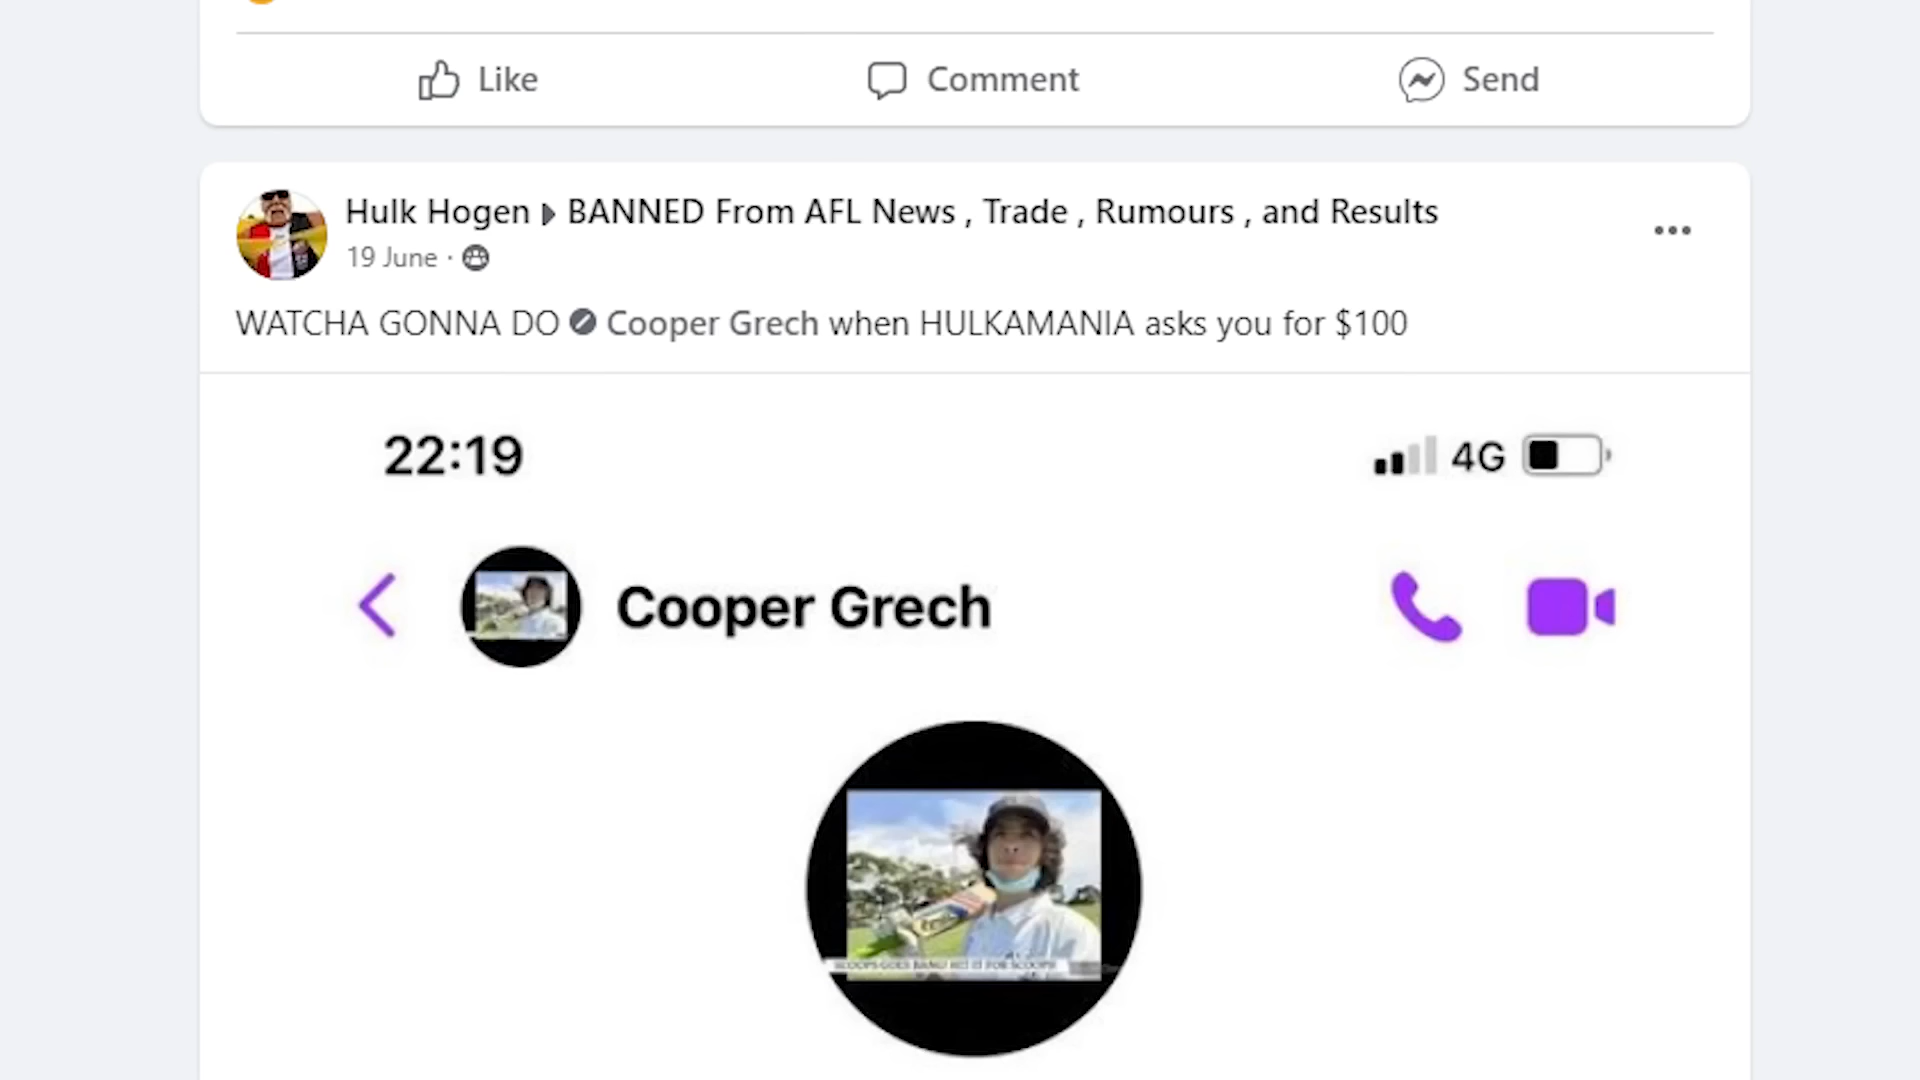 Like
Comment
Send
Hulk Hogen BANNED From AFL News , Trade , Rumours , and Results
19 June ·
WATCHA GONNA DO Cooper Grech when HULKAMANIA asks you for $100
22:19
4G
Cooper Grech